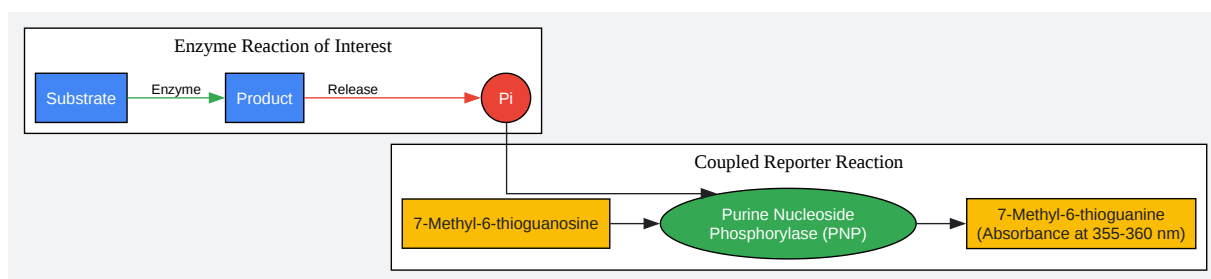 Enzyme Reaction of Interest
Substrate
Enzyme
Product
Release
Pi
Coupled Reporter Reaction
7-Methyl-6-thioguanosine
Purine Nucleoside
Phosphorylase (PNP)
7-Methyl-6-thioguanine
(Absorbance at 355-360 nm)